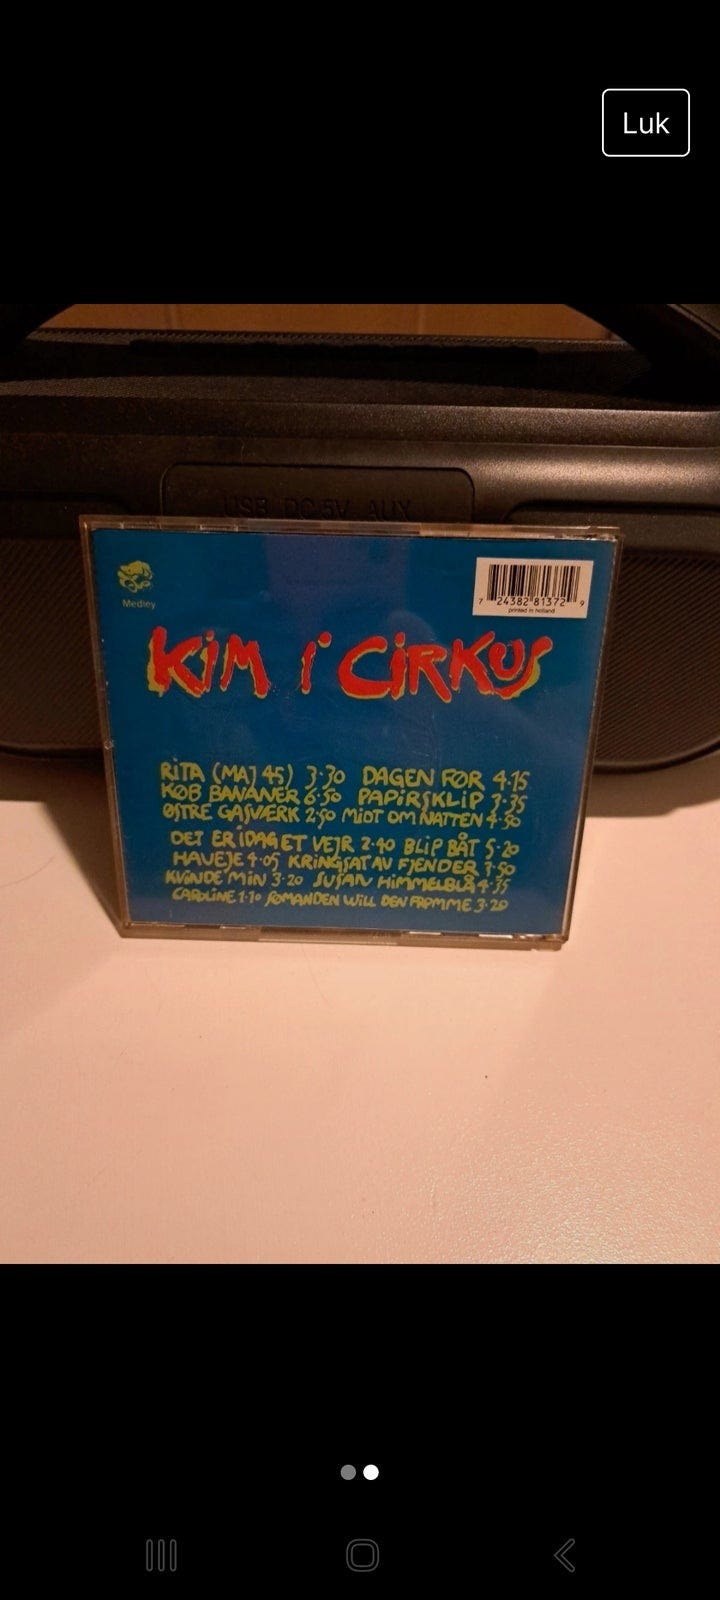 Luk
USB DC 5V AUX
Medley
7 24382 81372 9
printed in holland
KIM I CIRKUS
RITA (MAJ 45) 3·30 DAGEN FØR 4·15
KØB BANANER 6·50 PAPIRSKLIP 3·35
ØSTRE GASVÆRK 2·50 MIDT OM NATTEN 4·50
DET ER I DAG ET VEJR 2·40 BLIP BÅT 5·20
HAVEJE 4·05 KRINGSAT AV FJENDER 3·50
KVINDE MIN 3·20 SUSAN HIMMELBLÅ 4·35
CAROLINE 1·10 SØMANDEN WILL DEN FROMME 3·20